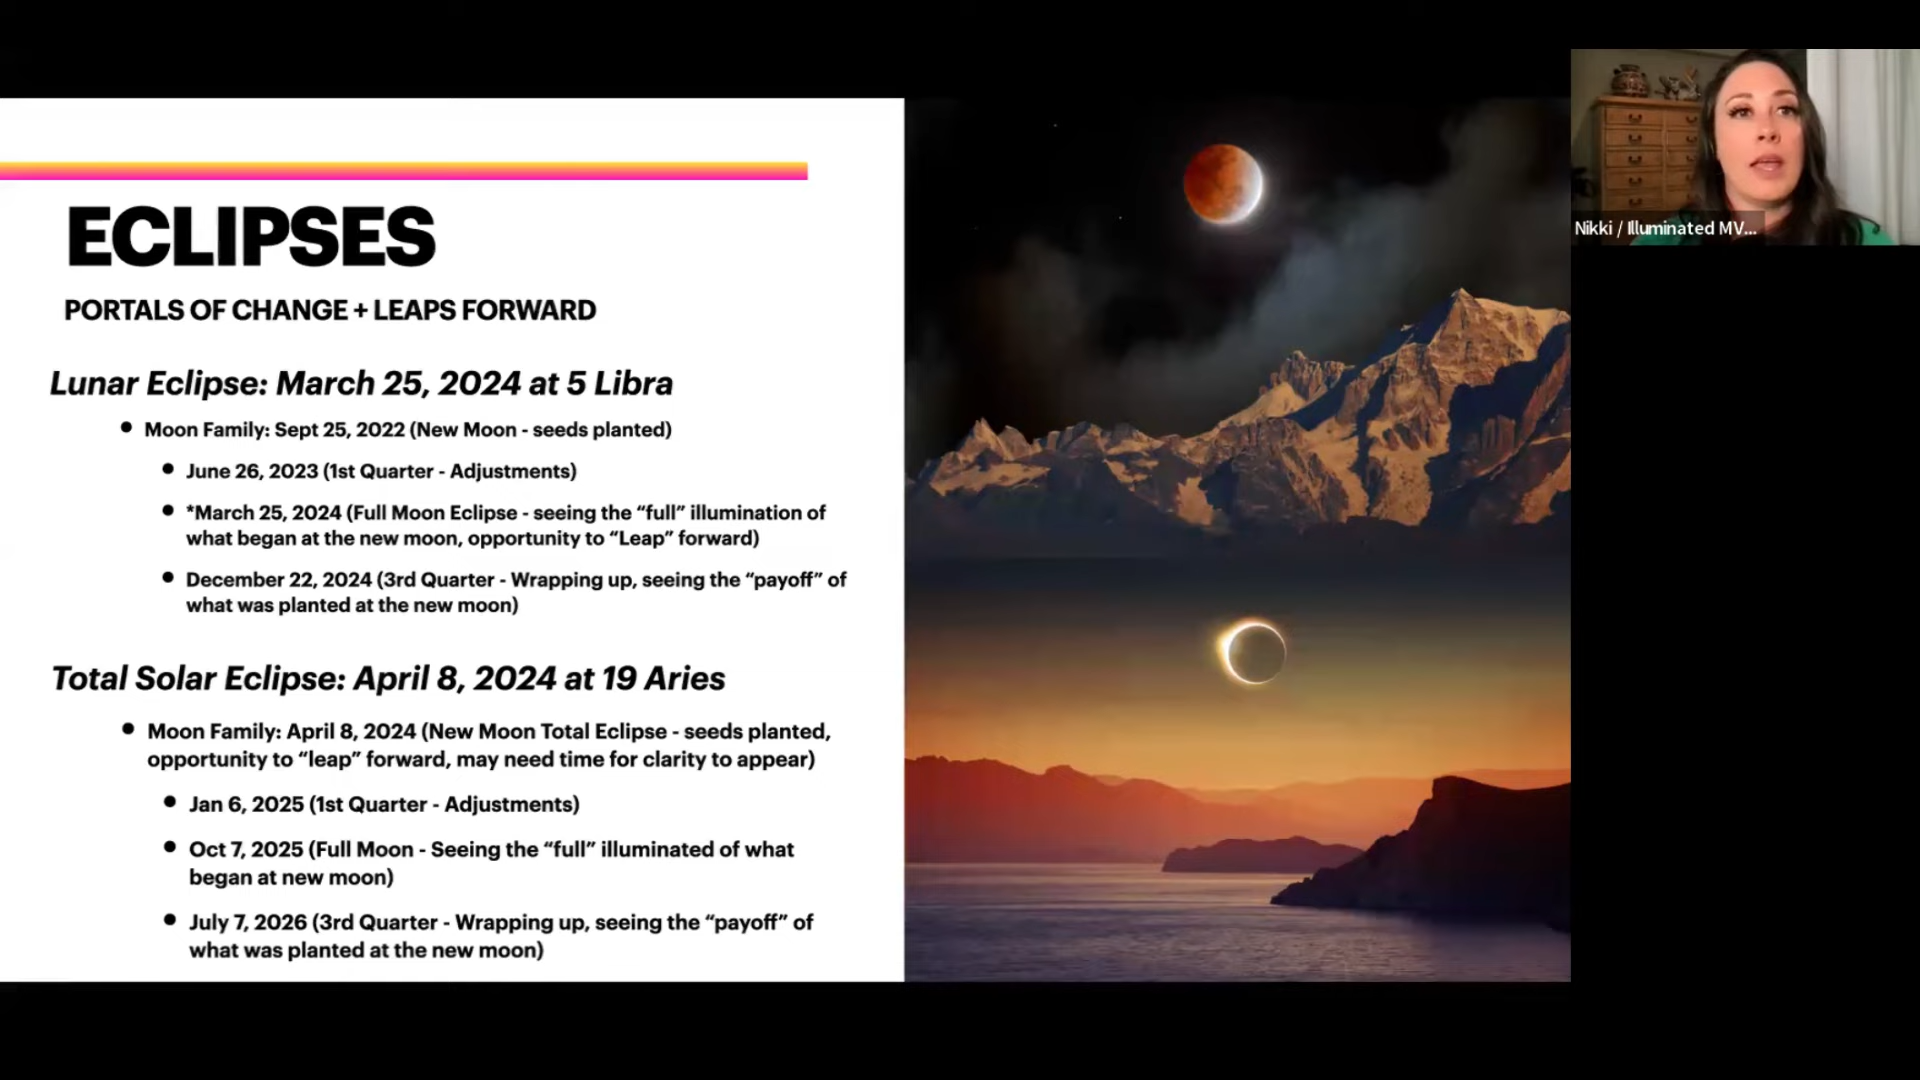 Nikki / Illuminated MV...
ECLIPSES
PORTALS OF CHANGE + LEAPS FORWARD
Lunar Eclipse: March 25, 2024 at 5 Libra
• Moon Family: Sept 25, 2022 (New Moon - seeds planted)
• June 26, 2023 (1st Quarter - Adjustments)
• *March 25, 2024 (Full Moon Eclipse - seeing the “full” illumination of
what began at the new moon, opportunity to “Leap” forward)
• December 22, 2024 (3rd Quarter - Wrapping up, seeing the “payoff” of
what was planted at the new moon)
Total Solar Eclipse: April 8, 2024 at 19 Aries
• Moon Family: April 8, 2024 (New Moon Total Eclipse - seeds planted,
opportunity to “leap” forward, may need time for clarity to appear)
• Jan 6, 2025 (1st Quarter - Adjustments)
• Oct 7, 2025 (Full Moon - Seeing the “full” illuminated of what
began at new moon)
• July 7, 2026 (3rd Quarter - Wrapping up, seeing the “payoff” of
what was planted at the new moon)